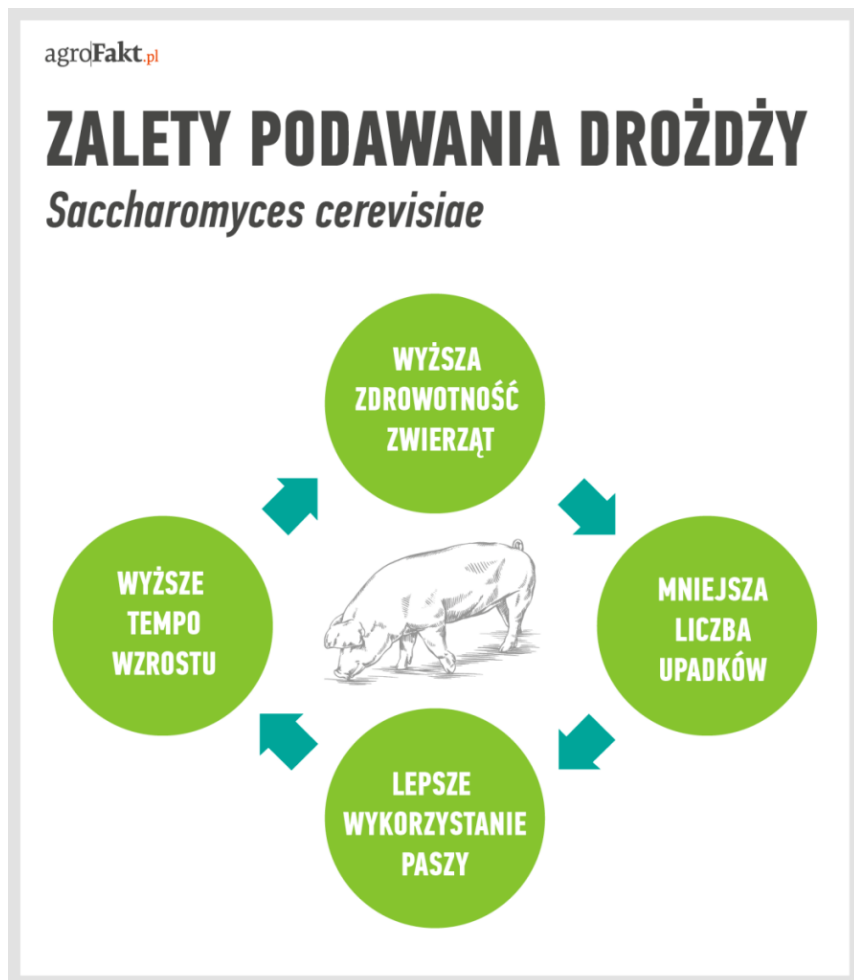 agroFakt.pl
ZALETY PODAWANIA DROŻDŻY
Saccharomyces cerevisiae
WYŻSZA
ZDROWOTNOŚĆ
ZWIERZĄT
MNIEJSZA
LICZBA
UPADKÓW
LEPSZE
WYKORZYSTANIE
PASZY
WYŻSZE
TEMPO
WZROSTU